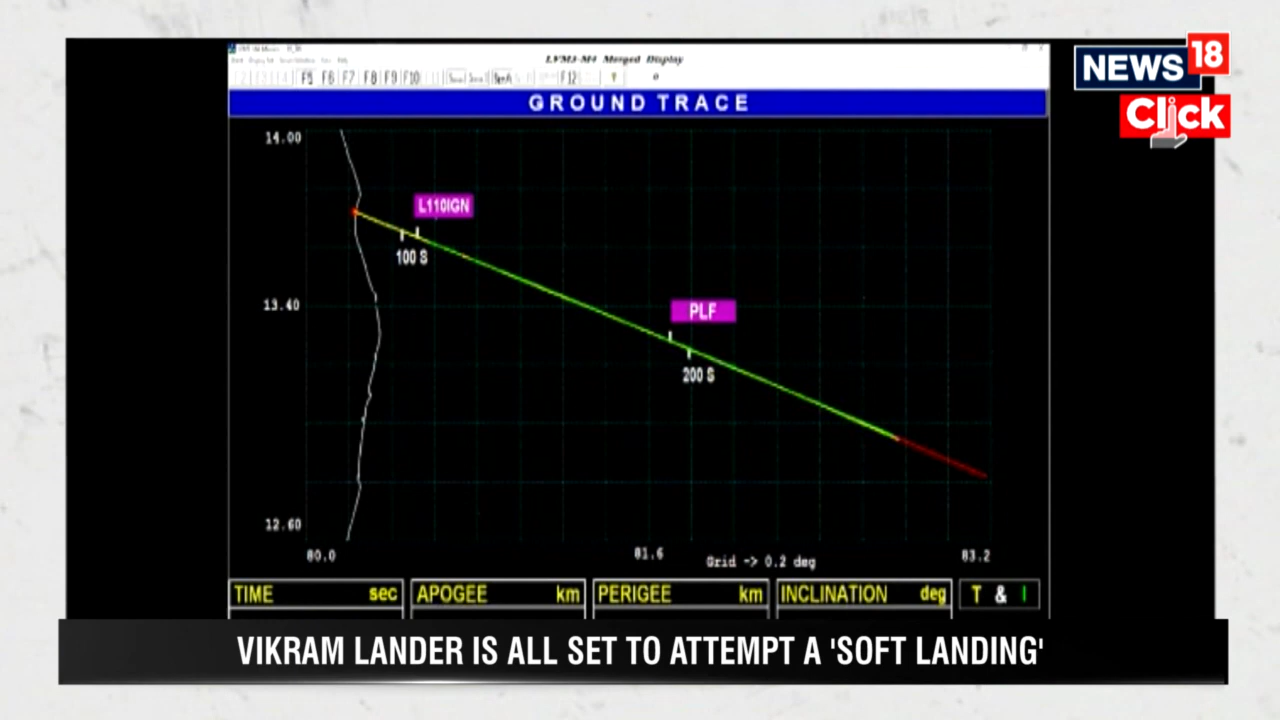 LVM3-M4 Merged Display
F5 F6 F7 F8 F9 F10
F12
NEWS 18
Click
GROUND TRACE
14.00
L110IGN
100 S
13.40
PLF
200 S
12.60
80.0 81.6 83.2
Grid -> 0.2 deg
TIME sec APOGEE km PERIGEE km INCLINATION deg T & I
VIKRAM LANDER IS ALL SET TO ATTEMPT A 'SOFT LANDING'